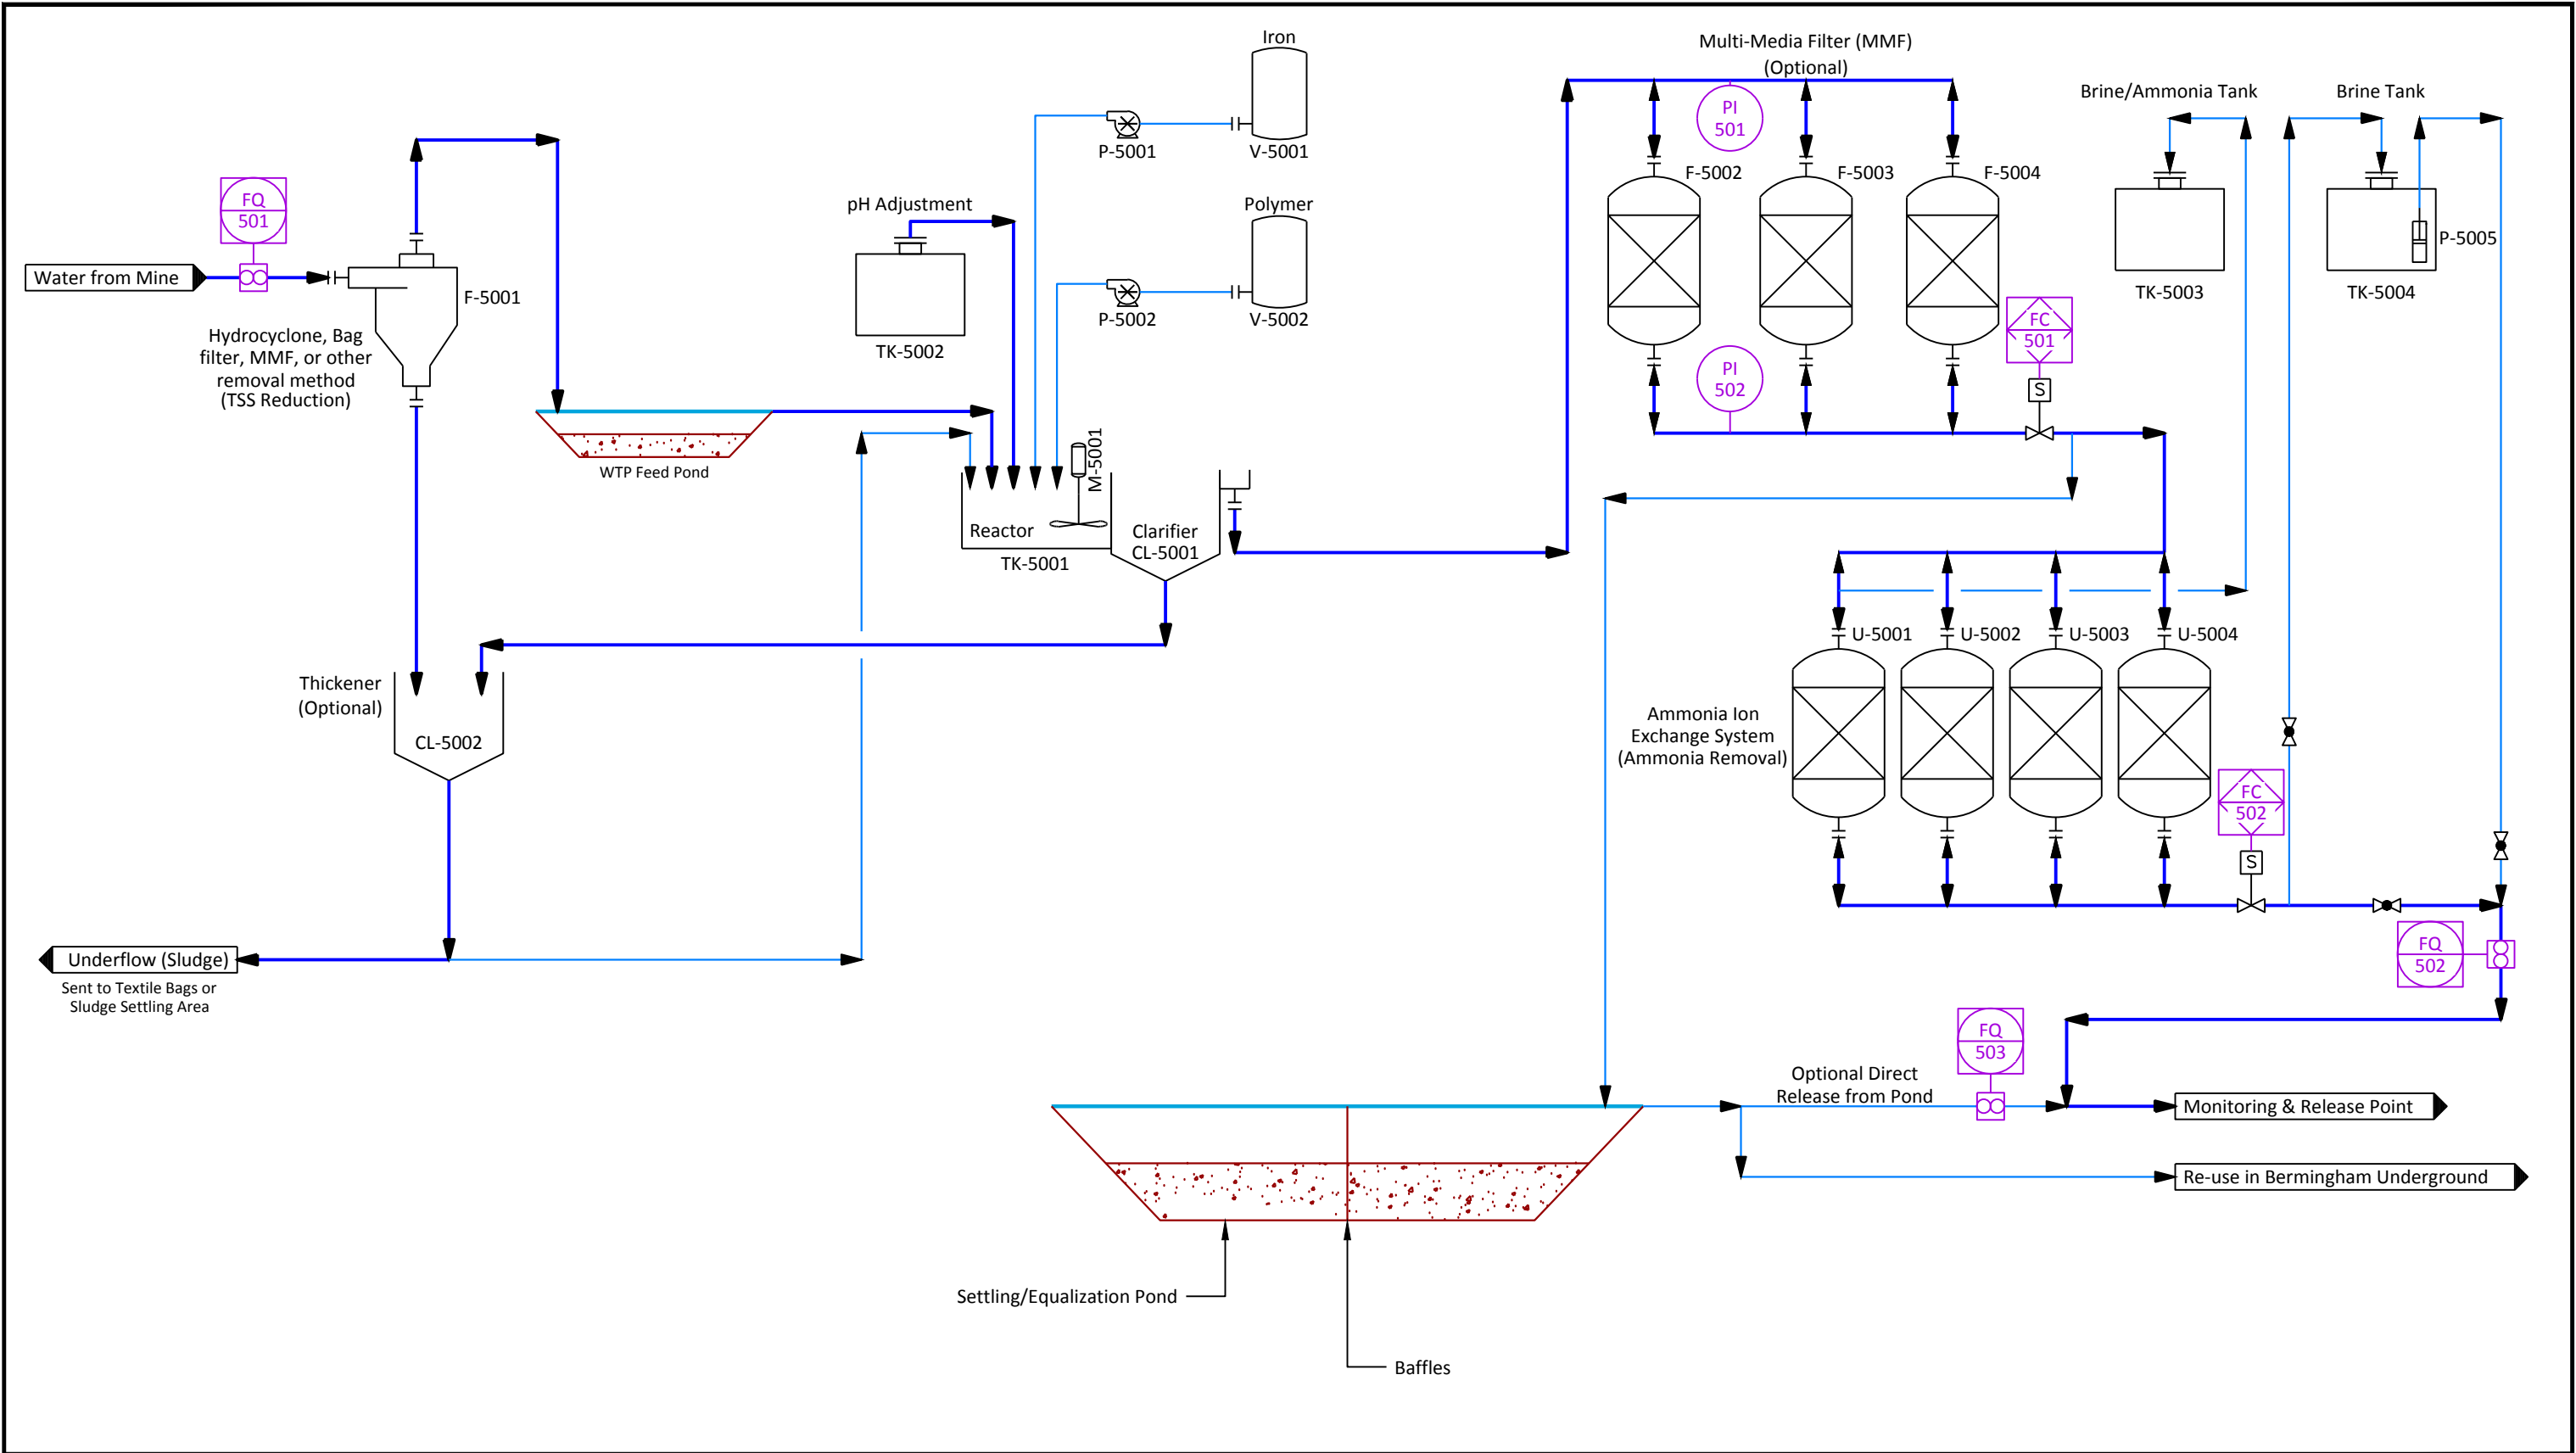 Iron
Multi-Media Filter (MMF)
(Optional)
Brine/Ammonia Tank
Brine Tank
PI
501
P-5001
V-5001
F-5002
F-5003
F-5004
FQ
501
pH Adjustment
Polymer
P-5005
Water from Mine
F-5001
TK-5003
TK-5004
Hydrocyclone, Bag
filter, MMF, or other
removal method
(TSS Reduction)
TK-5002
P-5002
V-5002
FC
501
PI
502
S
WTP Feed Pond
M-5001
Reactor
TK-5001
Clarifier
CL-5001
U-5001
U-5002
U-5003
U-5004
Thickener
(Optional)
CL-5002
Ammonia Ion
Exchange System
(Ammonia Removal)
FC
502
S
Underflow (Sludge)
Sent to Textile Bags or
Sludge Settling Area
FQ
502
FQ
503
Optional Direct
Release from Pond
Monitoring & Release Point
Re-use in Bermingham Underground
Settling/Equalization Pond
Baffles